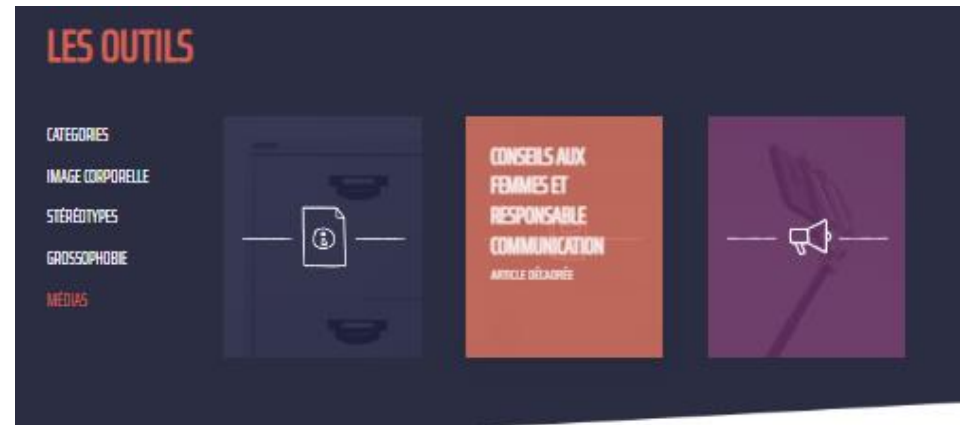 LES OUTILS
CATEGORIES
IMAGE CORPORELLE
STÉRÉOTYPES
GROSSOPHOBIE
MÉDIAS
CONSEILS AUX
FEMMES ET
RESPONSABLE
COMMUNICATION
ARTICLE DÉCADRÉE